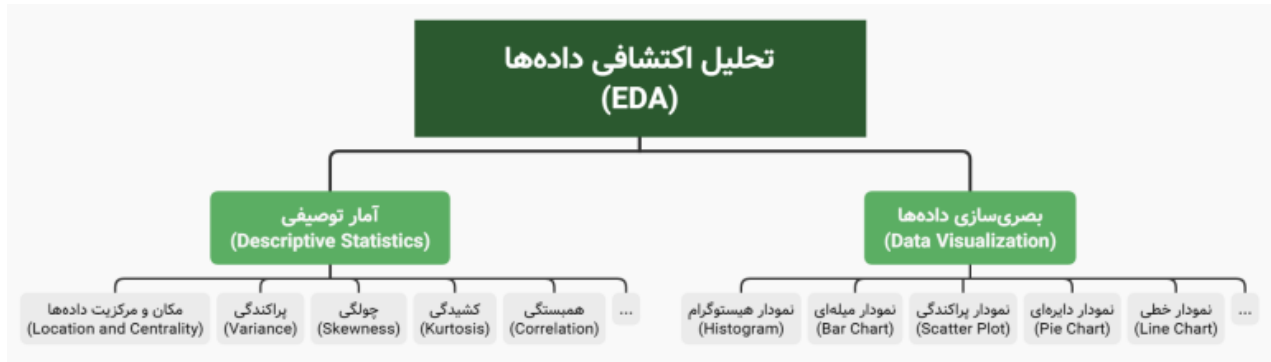 تحلیل اکتشافی داده‌ها
(EDA)
بصری‌سازی داده‌ها
(Data Visualization)
آمار توصیفی
(Descriptive Statistics)
...
نمودار خطی
(Line Chart)
نمودار دایره‌ای
(Pie Chart)
نمودار پراکندگی
(Scatter Plot)
نمودار میله‌ای
(Bar Chart)
نمودار هیستوگرام
(Histogram)
...
همبستگی
(Correlation)
کشیدگی
(Kurtosis)
چولگی
(Skewness)
پراکندگی
(Variance)
مکان و مرکزیت داده‌ها
(Location and Centrality)